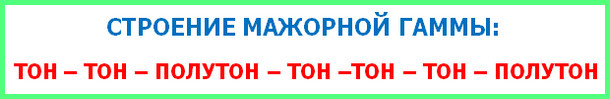 СТРОЕНИЕ МАЖОРНОЙ ГАММЫ:
ТОН – ТОН – ПОЛУТОН – ТОН –ТОН – ТОН – ПОЛУТОН